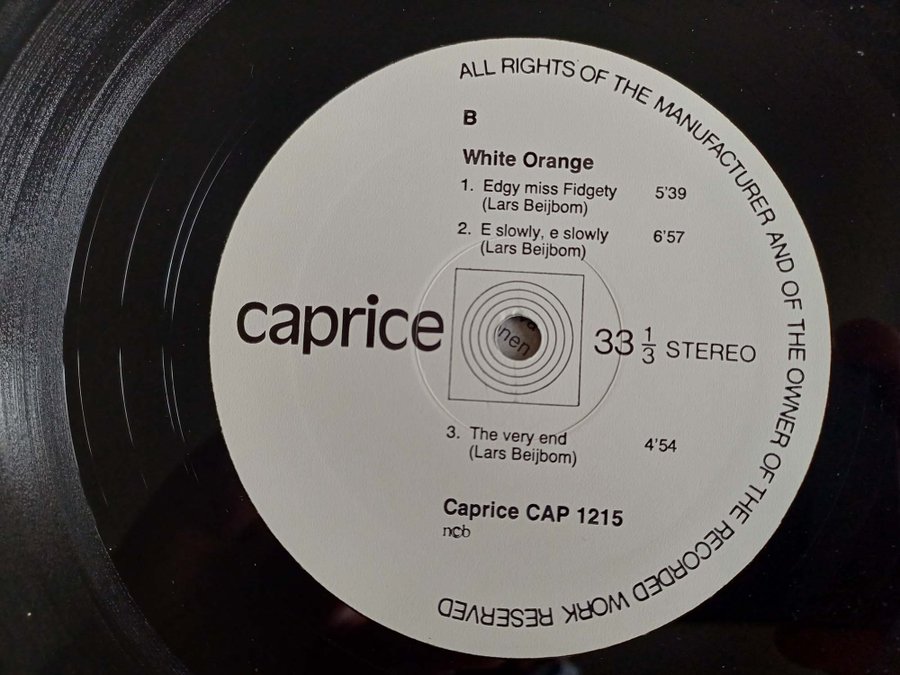 ALL RIGHTS OF THE MANUFACTURER AND OF THE OWNER OF THE RECORDED WORK RESERVED
B
White Orange
1. Edgy miss Fidgety 5'39
(Lars Beijbom)
2. E slowly, e slowly 6'57
(Lars Beijbom)
caprice
33 1/3 STEREO
3. The very end 4'54
(Lars Beijbom)
Caprice CAP 1215
ncb